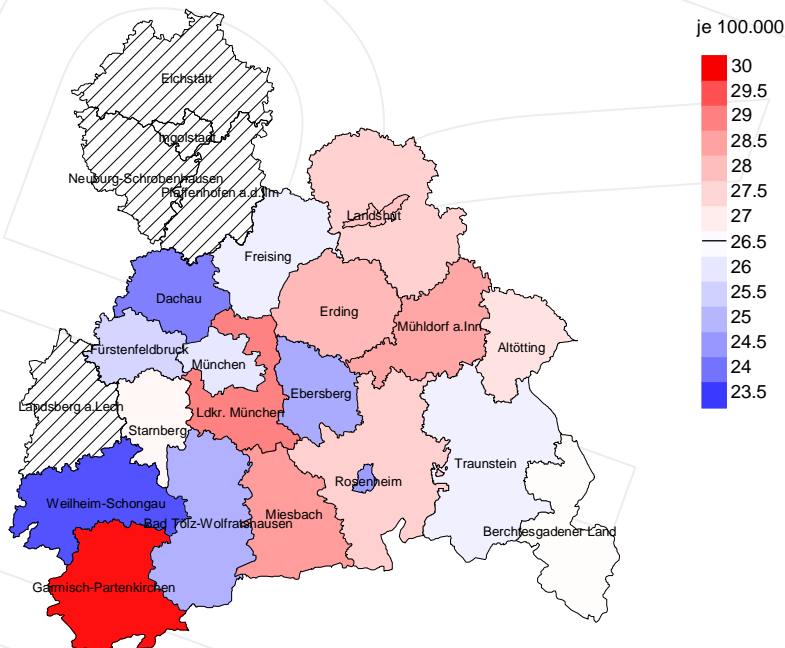 je 100.000
30
29.5
29
28.5
28
27.5
27
26.5
26
25.5
25
24.5
24
23.5
Eichstätt
Ingolstadt
Neuburg-Schrobenhausen
Pfaffenhofen a.d.Ilm
Landshut
Freising
Dachau
Erding
Mühldorf a.Inn
Altötting
Fürstenfeldbruck
München
Ebersberg
Landsberg a.Lech
Starnberg
Ldkr. München
Traunstein
Rosenheim
Weilheim-Schongau
Miesbach
Bad Tölz-Wolfratshausen
Berchtesgadener Land
Garmisch-Partenkirchen